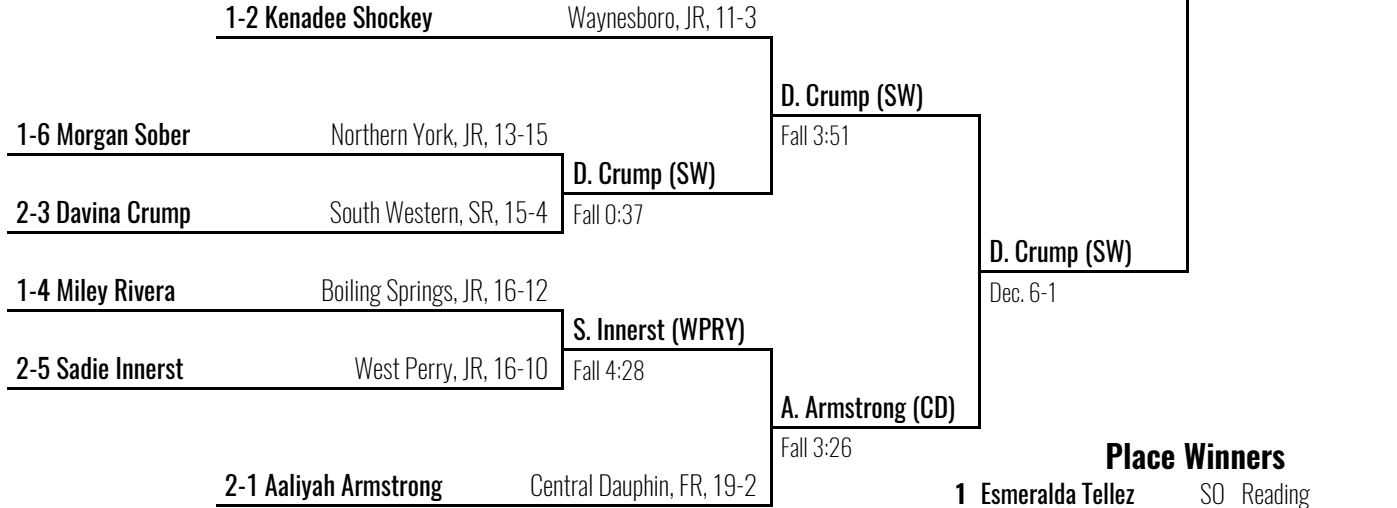 1-2 Kenadee Shockey Waynesboro, JR, 11-3
D. Crump (SW)
1-6 Morgan Sober Northern York, JR, 13-15
Fall 3:51
D. Crump (SW)
2-3 Davina Crump South Western, SR, 15-4
Fall 0:37
D. Crump (SW)
1-4 Miley Rivera Boiling Springs, JR, 16-12
Dec. 6-1
S. Innerst (WPRY)
2-5 Sadie Innerst West Perry, JR, 16-10
Fall 4:28
A. Armstrong (CD)
Fall 3:26
Place Winners
2-1 Aaliyah Armstrong Central Dauphin, FR, 19-2
1 Esmeralda Tellez SO Reading